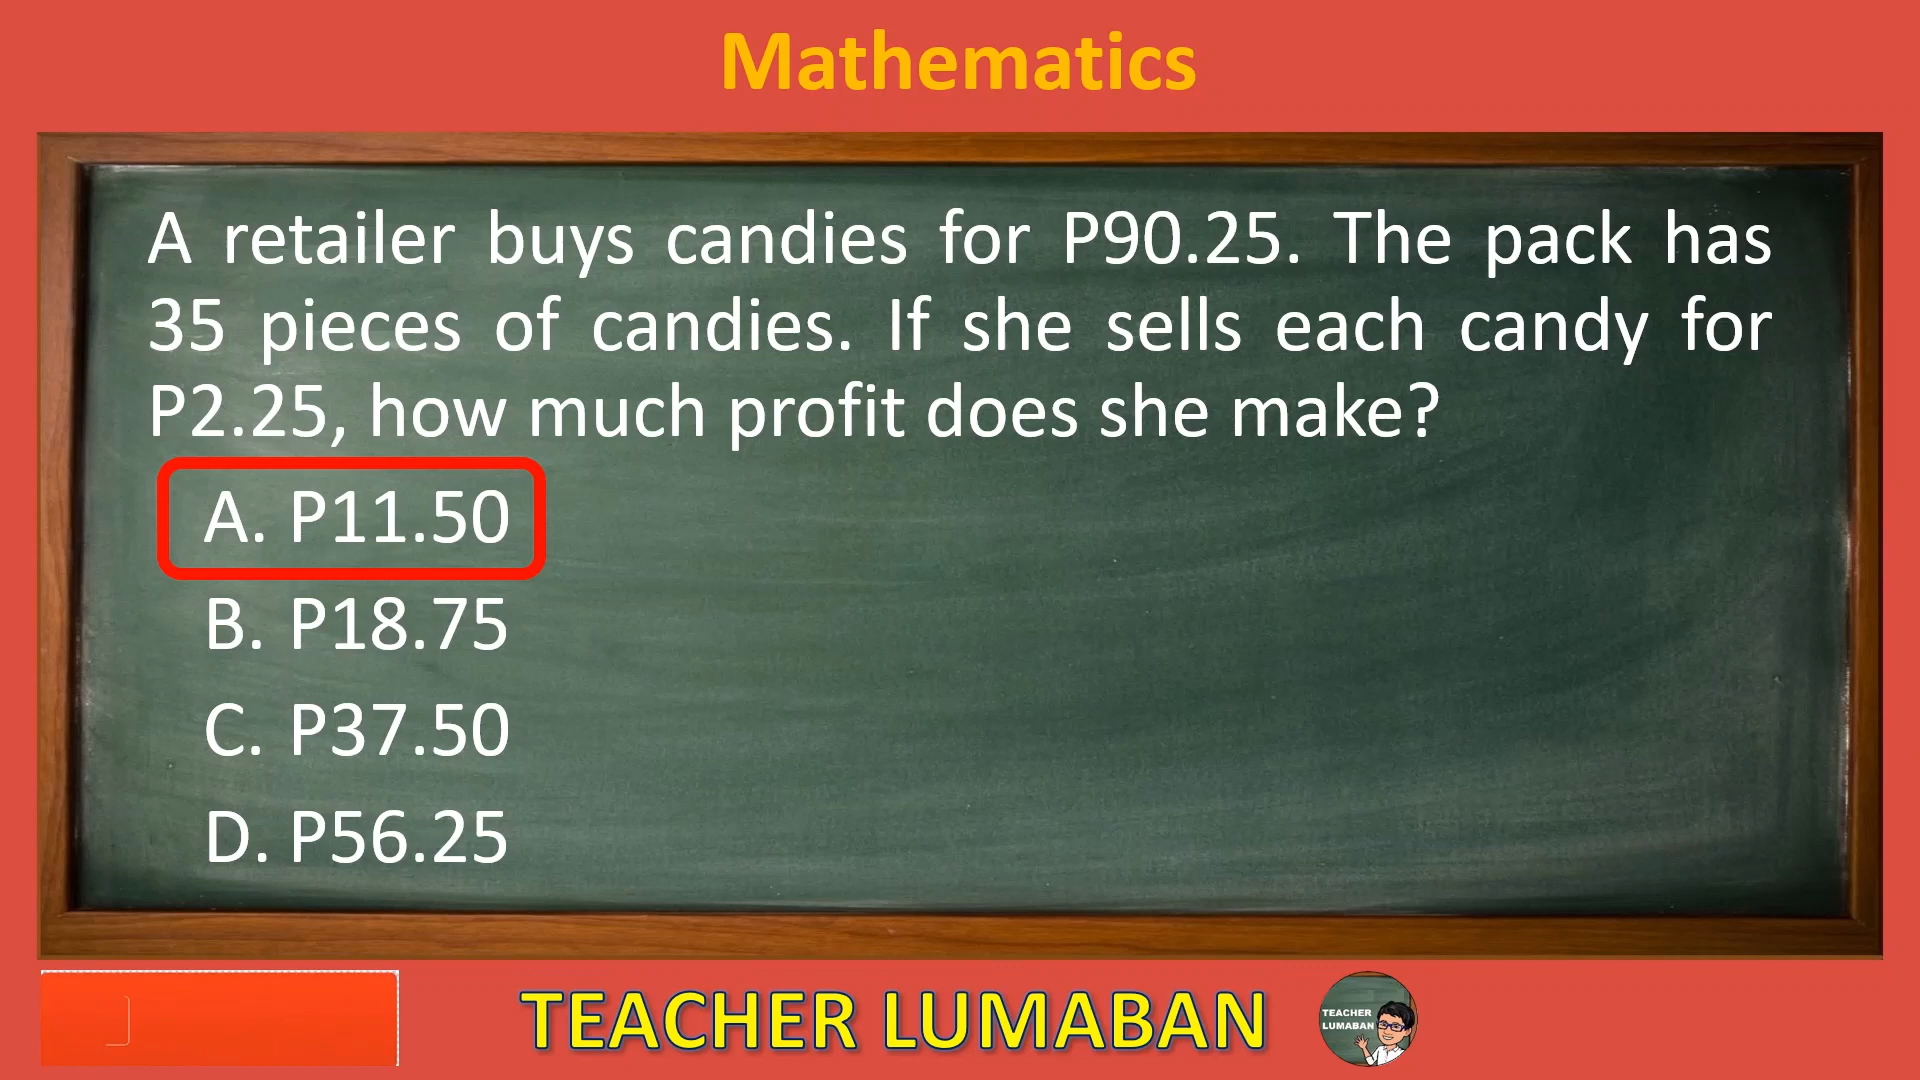 Mathematics
A retailer buys candies for P90.25. The pack has
35 pieces of candies. If she sells each candy for
P2.25, how much profit does she make?
A. P11.50
B. P18.75
C. P37.50
D. P56.25
TEACHER LUMABAN
TEACHER
LUMABAN